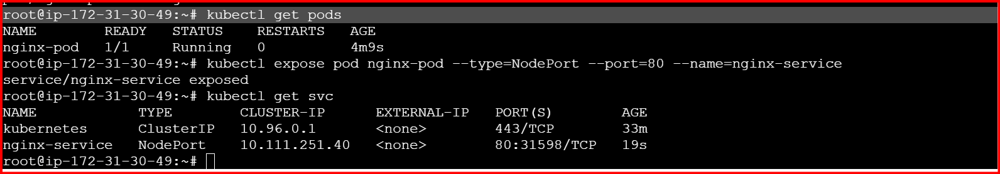 root@ip-172-31-30-49:~# kubectl get pods
NAME        READY   STATUS    RESTARTS   AGE
nginx-pod   1/1     Running   0          4m9s
root@ip-172-31-30-49:~# kubectl expose pod nginx-pod --type=NodePort --port=80 --name=nginx-service
service/nginx-service exposed
root@ip-172-31-30-49:~# kubectl get svc
NAME            TYPE        CLUSTER-IP      EXTERNAL-IP   PORT(S)        AGE
kubernetes      ClusterIP   10.96.0.1       <none>        443/TCP        33m
nginx-service   NodePort    10.111.251.40   <none>        80:31598/TCP   19s
root@ip-172-31-30-49:~#